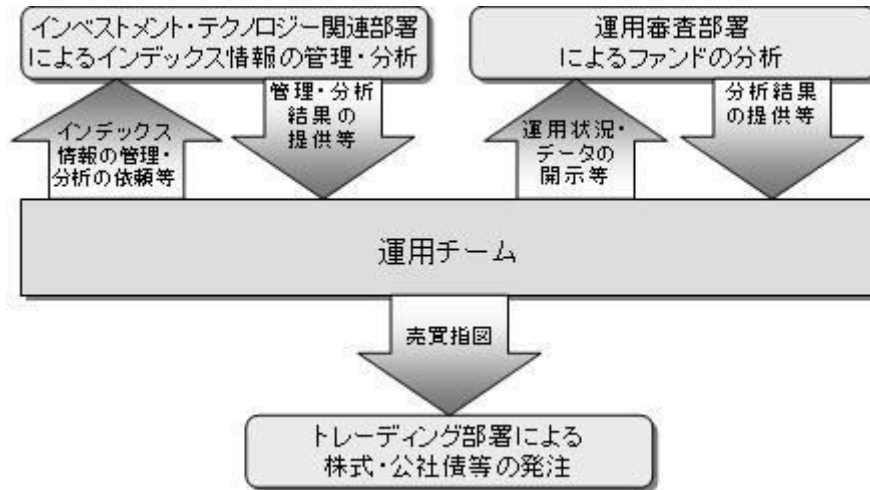 インベストメント・テクノロジー関連部署
によるインデックス情報の管理・分析
運用審査部署
によるファンドの分析
インデックス
情報の管理・
分析の依頼等
管理・分析
結果の
提供等
運用状況・
データの
開示等
分析結果
の提供等
運用チーム
売買指図
トレーディング部署による
株式・公社債等の発注